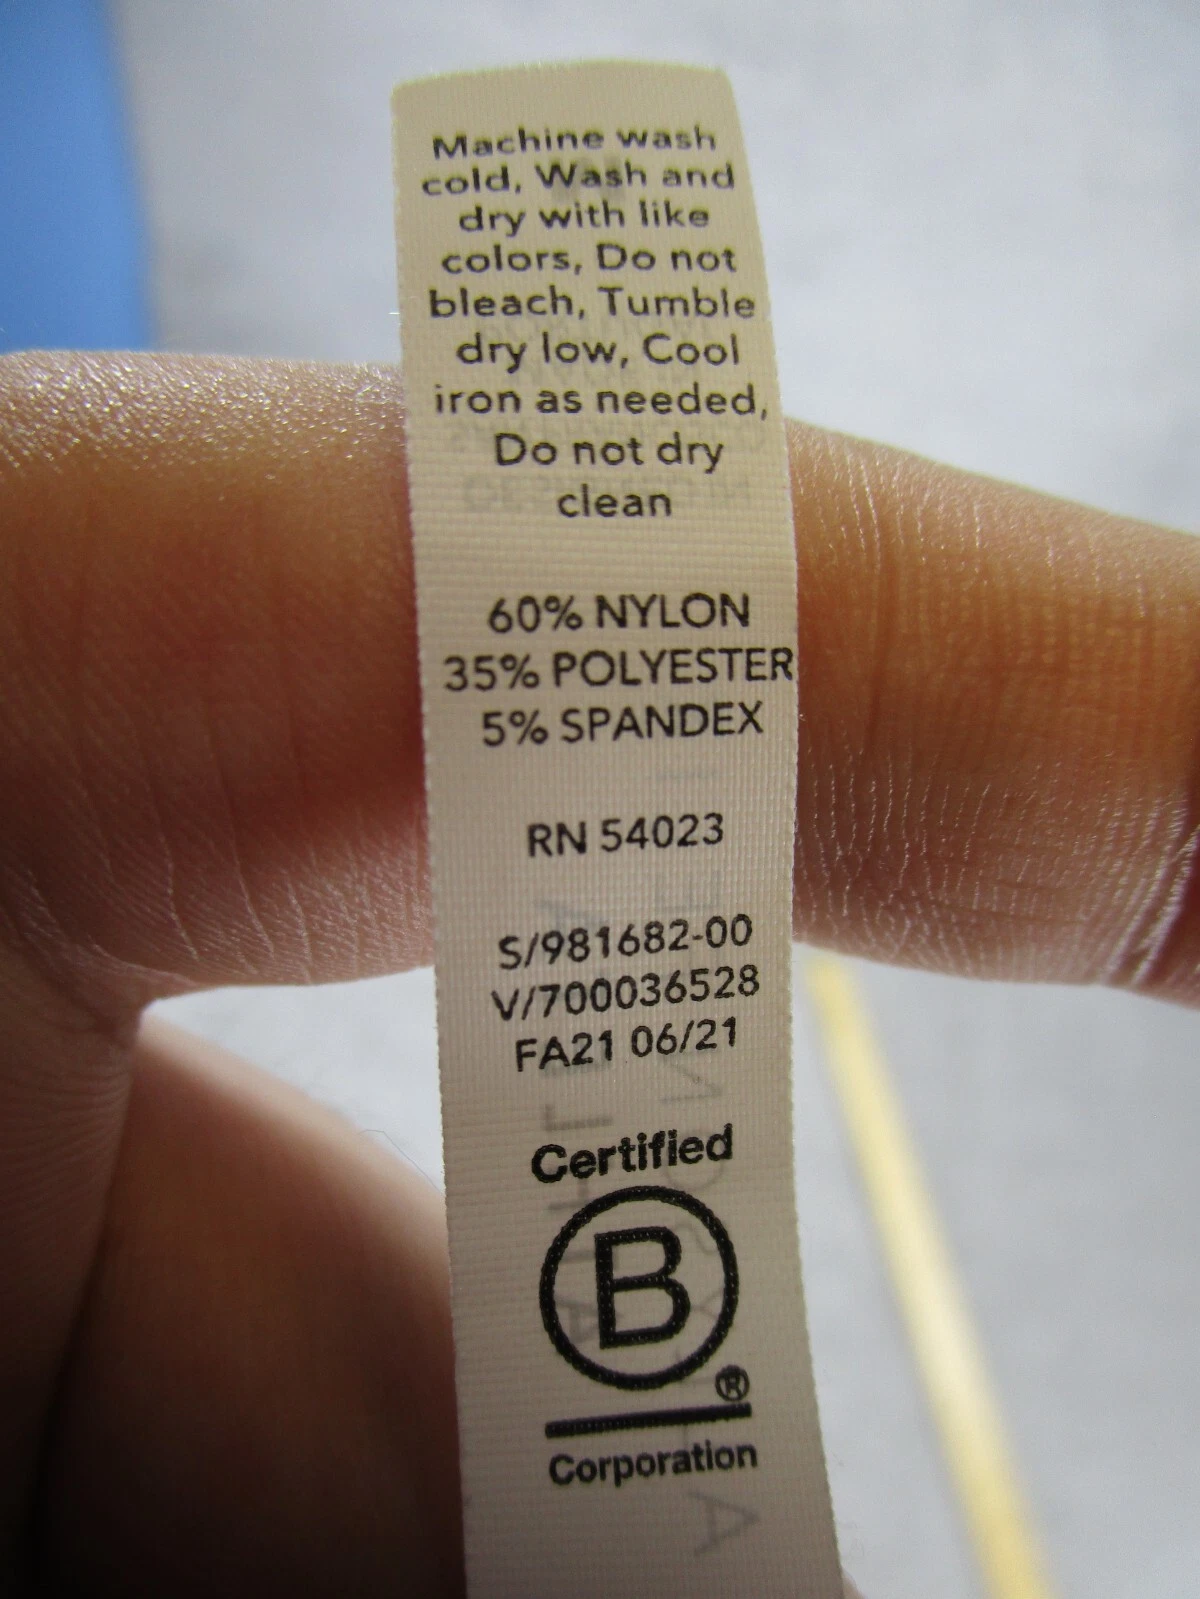 Machine wash
cold, Wash and
dry with like
colors, Do not
bleach, Tumble
dry low, Cool
iron as needed,
Do not dry
clean
60% NYLON
35% POLYESTER
5% SPANDEX
RN 54023
S/981682-00
V/700036528
FA21 06/21
Certified
B
®
Corporation